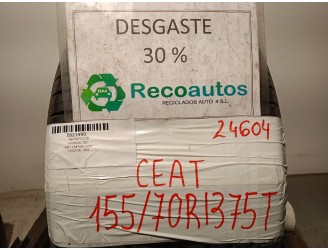 DESGASTE
30 %
Recoautos
RECICLADOS AUTO 4 S.L.
24604
CEAT
155/70R1375T